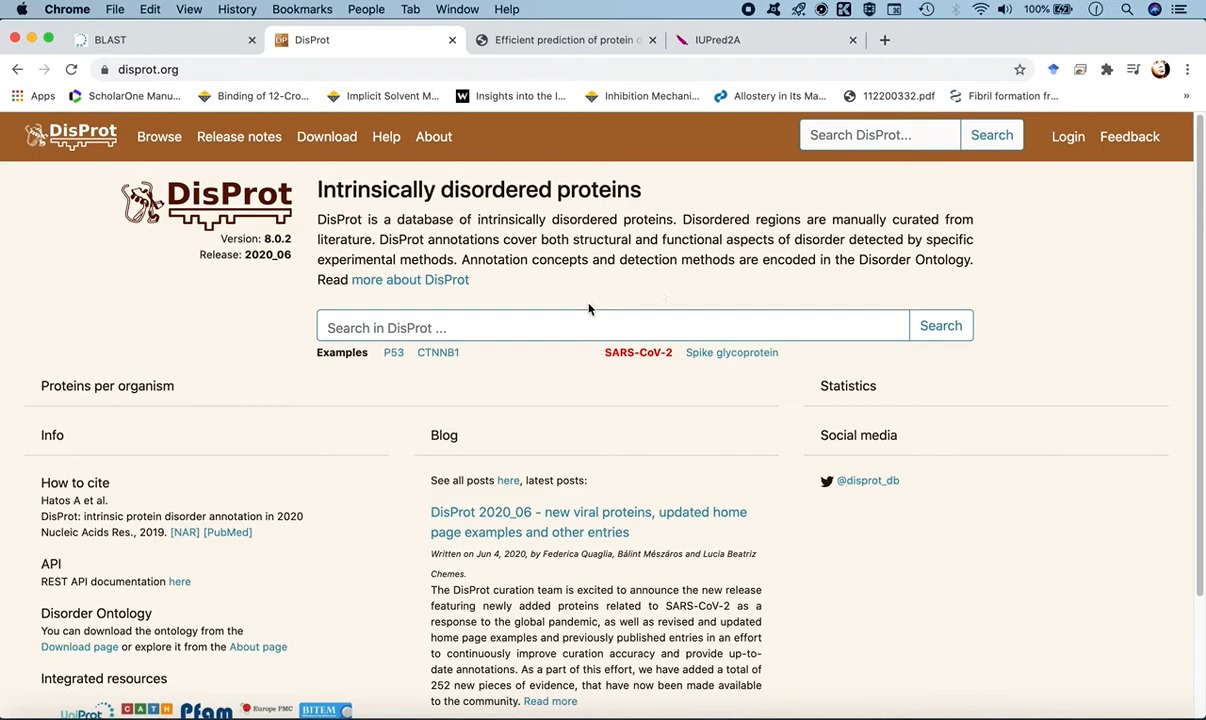 Chrome File Edit View History Bookmarks People Tab Window Help 100%
BLAST DisProt Efficient prediction of protein d IUPred2A
disprot.org
Apps ScholarOne Manu... Binding of 12-Cro... Implicit Solvent M... Insights into the I... Inhibition Mechani... Allostery in Its Ma... 112200332.pdf Fibril formation fr... »
DisProt Browse Release notes Download Help About Search DisProt... Search Login Feedback
DisProt
Version: 8.0.2
Release: 2020_06
Intrinsically disordered proteins
DisProt is a database of intrinsically disordered proteins. Disordered regions are manually curated from
literature. DisProt annotations cover both structural and functional aspects of disorder detected by specific
experimental methods. Annotation concepts and detection methods are encoded in the Disorder Ontology.
Read more about DisProt
Search in DisProt ... Search
Examples P53 CTNNB1 SARS-CoV-2 Spike glycoprotein
Proteins per organism
Statistics
Info
Blog
Social media
How to cite
Hatos A et al.
DisProt: intrinsic protein disorder annotation in 2020
Nucleic Acids Res., 2019. [NAR] [PubMed]
API
REST API documentation here
Disorder Ontology
You can download the ontology from the
Download page or explore it from the About page
Integrated resources
UniProt CATH Pfam Europe PMC BITEM
See all posts here, latest posts:
DisProt 2020_06 - new viral proteins, updated home
page examples and other entries
Written on Jun 4, 2020, by Federica Quaglia, Bálint Mészáros and Lucia Beatriz
Chemes.
The DisProt curation team is excited to announce the new release
featuring newly added proteins related to SARS-CoV-2 as a
response to the global pandemic, as well as revised and updated
home page examples and previously published entries in an effort
to continuously improve curation accuracy and provide up-to-
date annotations. As a part of this effort, we have added a total of
252 new pieces of evidence, that have now been made available
to the community. Read more
@disprot_db